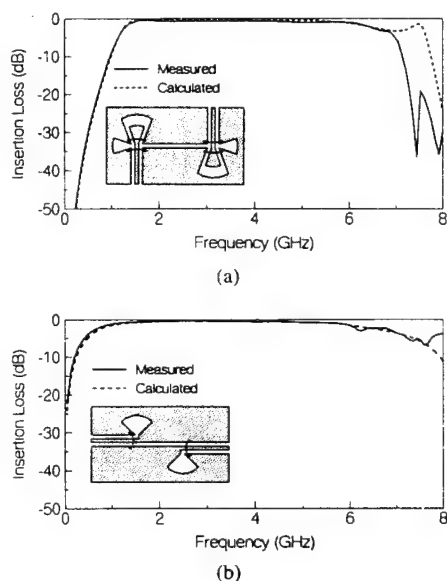 0
-10
-20
-30
-40
-50
Insertion Loss (dB)
Measured
Calculated
2 4 6 8
Frequency (GHz)
(a)
0
-10
-20
-30
-40
-50
Insertion Loss (dB)
Measured
Calculated
0 2 4 6 8
Frequency (GHz)
(b)